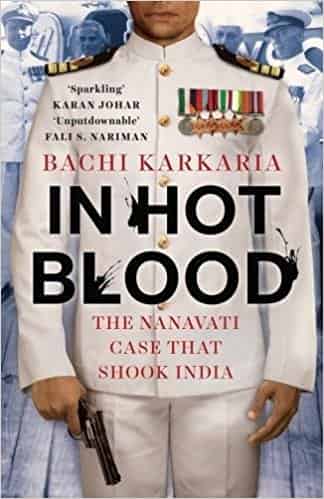 'Sparkling'
KARAN JOHAR
'Unputdownable'
FALI S. NARIMAN
BACHI KARKARIA
IN HOT
BLOOD
THE NANAVATI
CASE THAT
SHOOK INDIA